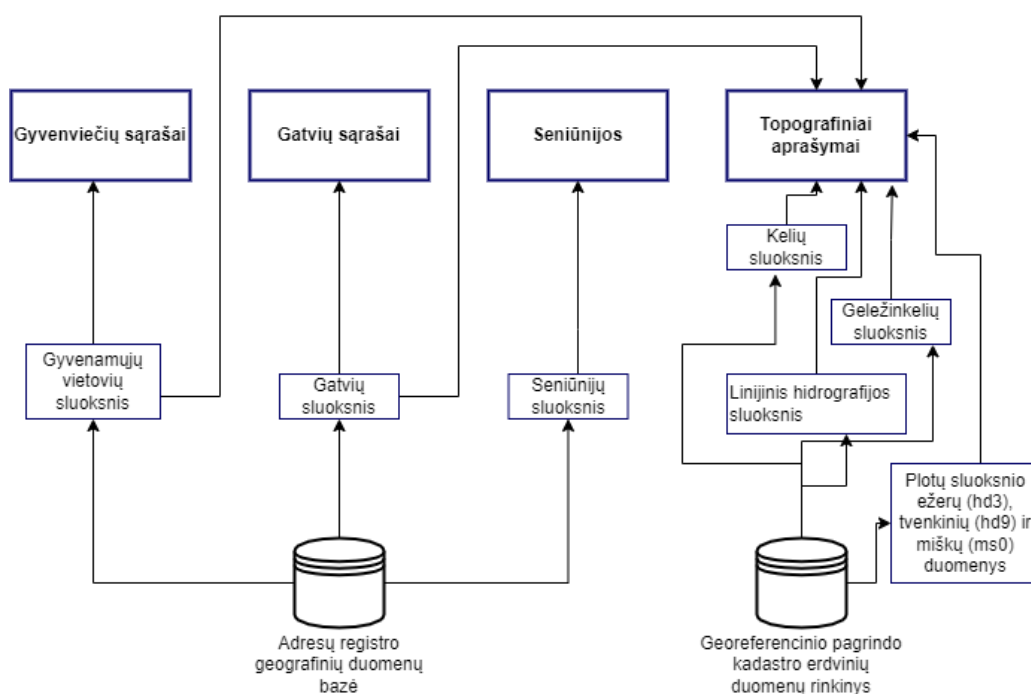 Gyvenviečių sąrašai
Gatvių sąrašai
Seniūnijos
Topografiniai
aprašymai
Kelių
sluoksnis
Geležinkelių
sluoksnis
Gyvenamųjų
vietovių
sluoksnis
Gatvių
sluoksnis
Seniūnijų
sluoksnis
Linijinis hidrografijos
sluoksnis
Plotų sluoksnio
ežerų (hd3),
tvenkinių (hd9) ir
miškų (ms0)
duomenys
Adresų registro
geografinių duomenų
bazė
Georeferencinio pagrindo
kadastro erdvinių
duomenų rinkinys